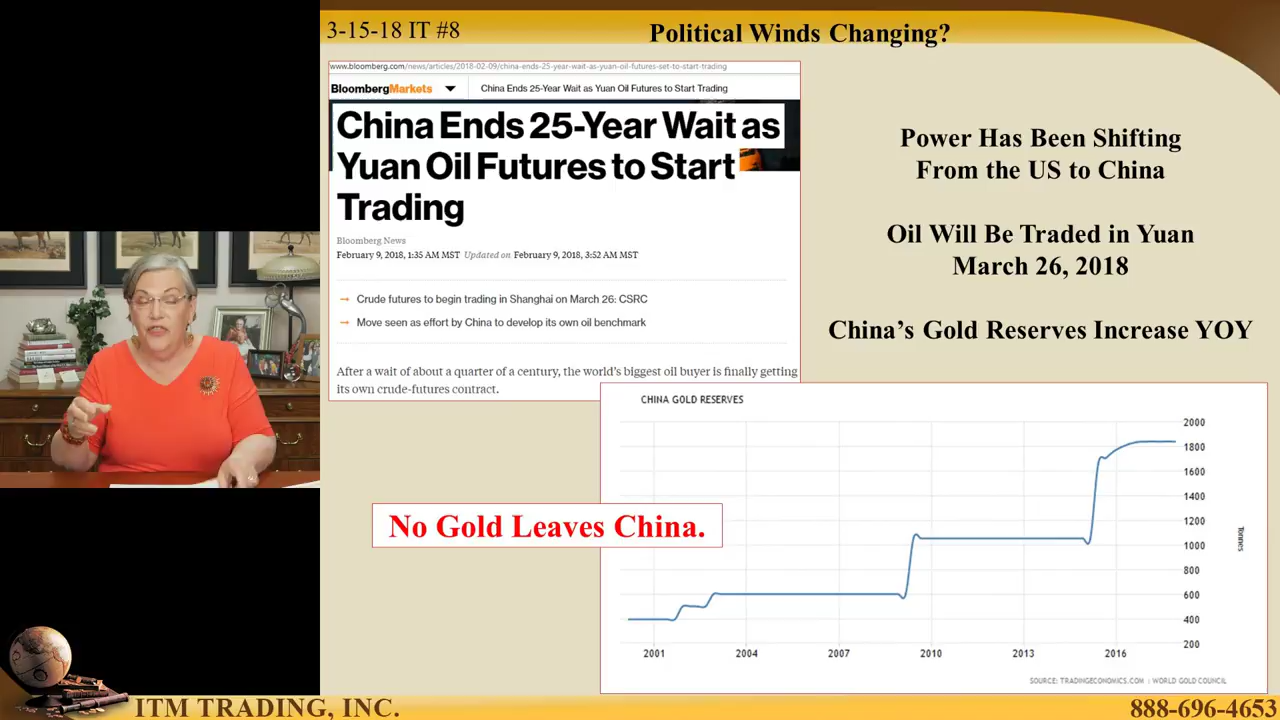 3-15-18 IT #8
Political Winds Changing?
www.bloomberg.com/news/articles/2018-02-09/china-ends-25-year-wait-as-yuan-oil-futures-set-to-start-trading
BloombergMarkets
China Ends 25-Year Wait as Yuan Oil Futures to Start Trading
China Ends 25-Year Wait as
Yuan Oil Futures to Start
Trading
Bloomberg News
February 9, 2018, 1:35 AM MST Updated on February 9, 2018, 3:52 AM MST
→ Crude futures to begin trading in Shanghai on March 26: CSRC
→ Move seen as effort by China to develop its own oil benchmark
After a wait of about a quarter of a century, the world's biggest oil buyer is finally getting
its own crude-futures contract.
Power Has Been Shifting
From the US to China
Oil Will Be Traded in Yuan
March 26, 2018
China's Gold Reserves Increase YOY
No Gold Leaves China.
CHINA GOLD RESERVES
2000
1800
1600
1400
1200
1000
800
600
400
200
Tonnes
2001 2004 2007 2010 2013 2016
SOURCE: TRADINGECONOMICS.COM | WORLD GOLD COUNCIL
ITM TRADING, INC.
888-696-4653